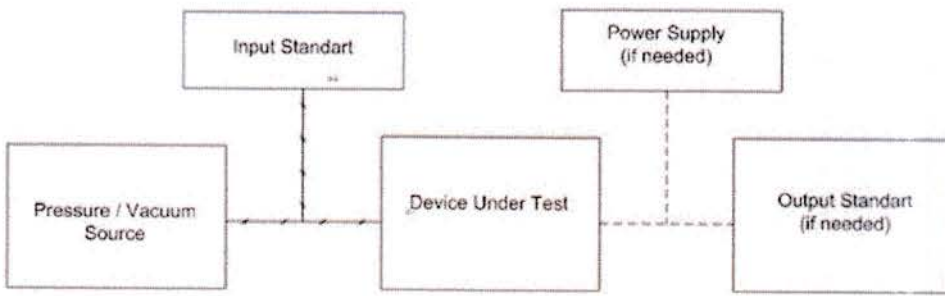 Input Standart
Power Supply
(if needed)
Pressure / Vacuum
Source
Device Under Test
Output Standart
(if needed)